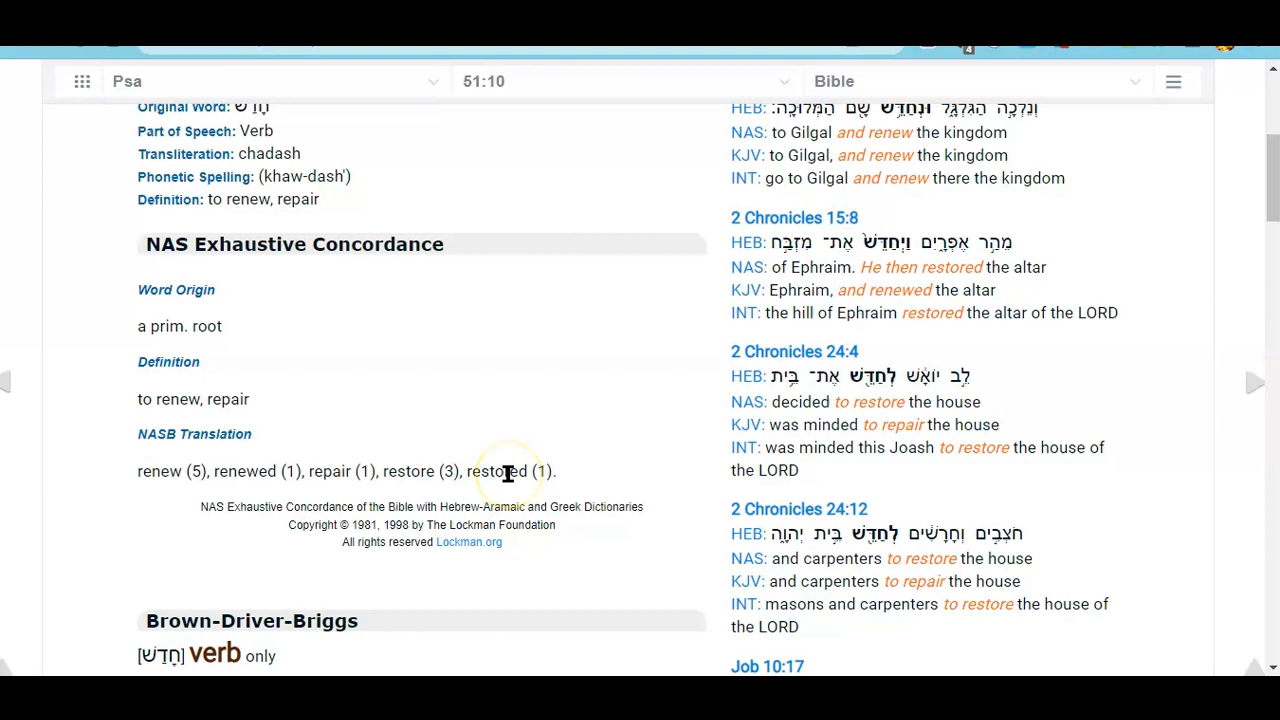 4
Psa
51:10
Bible
Original Word: חָדַשׁ
Part of Speech: Verb
Transliteration: chadash
Phonetic Spelling: (khaw-dash')
Definition: to renew, repair
NAS Exhaustive Concordance
Word Origin
a prim. root
Definition
to renew, repair
NASB Translation
renew (5), renewed (1), repair (1), restore (3), restored (1).
NAS Exhaustive Concordance of the Bible with Hebrew-Aramaic and Greek Dictionaries
Copyright © 1981, 1998 by The Lockman Foundation
All rights reserved Lockman.org
Brown-Driver-Briggs
[חָדַשׁ] verb only
HEB: וְנֵלְכָ֣ה הַגִּלְגָּ֑ל וּנְחַדֵּ֥שׁ שָׁ֖ם הַמְּלוּכָֽה׃
NAS: to Gilgal and renew the kingdom
KJV: to Gilgal, and renew the kingdom
INT: go to Gilgal and renew there the kingdom
2 Chronicles 15:8
HEB: מֵהַ֣ר אֶפְרָ֑יִם וַיְחַדֵּשׁ֙ אֶת־ מִזְבַּ֣ח
NAS: of Ephraim. He then restored the altar
KJV: Ephraim, and renewed the altar
INT: the hill of Ephraim restored the altar of the LORD
2 Chronicles 24:4
HEB: לֵ֣ב יוֹאָ֔שׁ לְחַדֵּ֖שׁ אֶת־ בֵּ֥ית
NAS: decided to restore the house
KJV: was minded to repair the house
INT: was minded this Joash to restore the house of
the LORD
2 Chronicles 24:12
HEB: חֹצְבִ֣ים וְחָרָשִׁ֔ים לְחַדֵּ֖שׁ בֵּ֣ית יְהוָ֑ה
NAS: and carpenters to restore the house
KJV: and carpenters to repair the house
INT: masons and carpenters to restore the house of
the LORD
Job 10:17